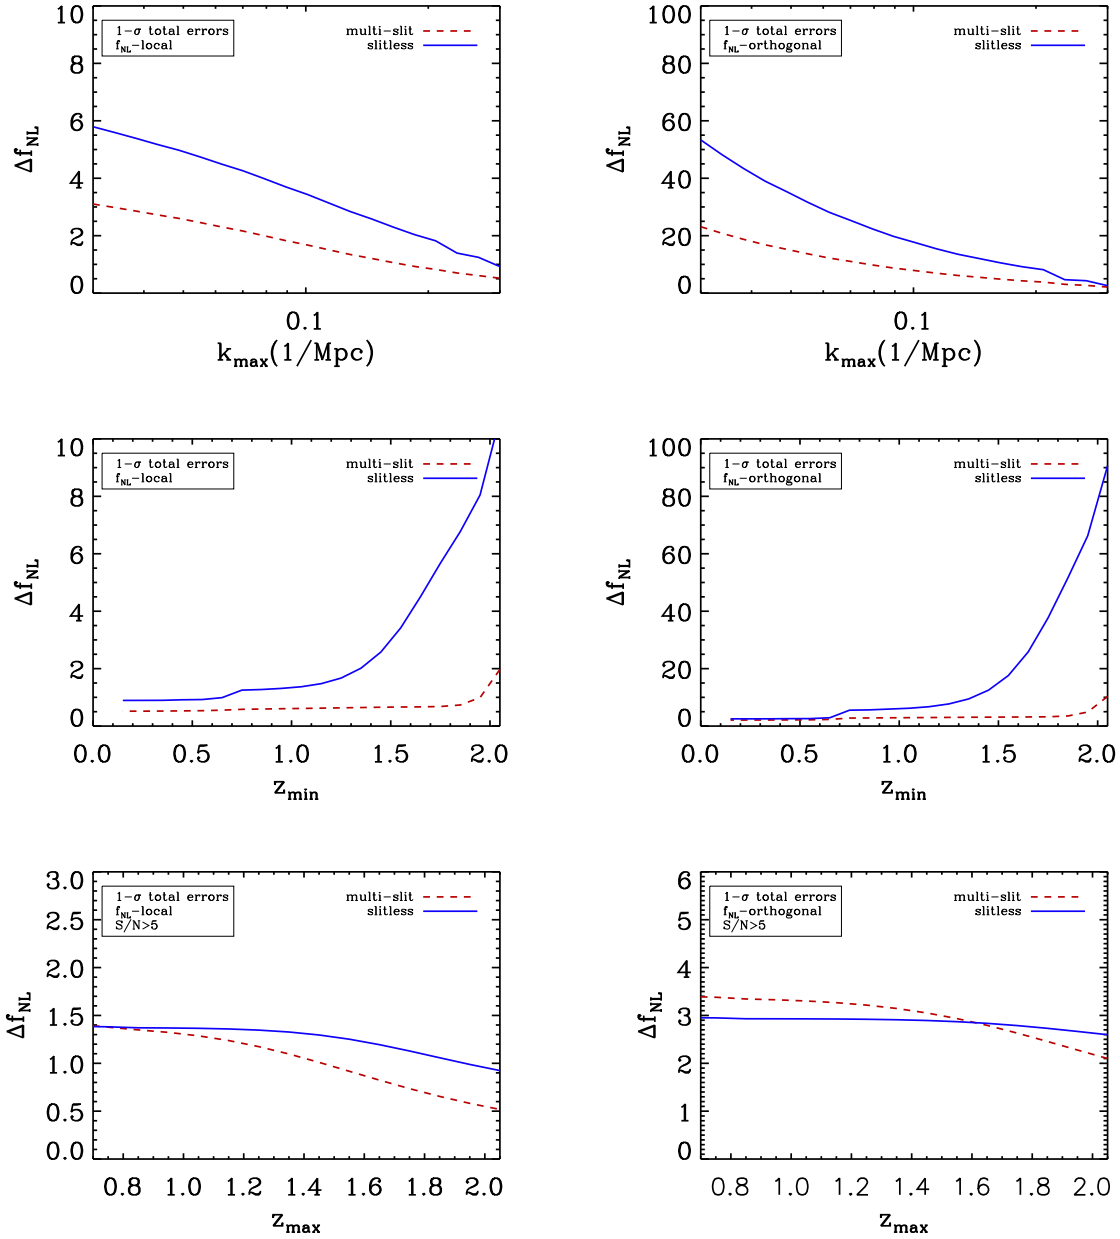 10
8
6
4
2
0
Δf_NL
1-σ total errors
f_NL-local
multi-slit
slitless
0.1
k_max(1/Mpc)
100
80
60
40
20
0
Δf_NL
1-σ total errors
f_NL-orthogonal
multi-slit
slitless
0.1
k_max(1/Mpc)
10
8
6
4
2
0
Δf_NL
1-σ total errors
f_NL-local
multi-slit
slitless
0.0 0.5 1.0 1.5 2.0
z_min
100
80
60
40
20
0
Δf_NL
1-σ total errors
f_NL-orthogonal
multi-slit
slitless
0.0 0.5 1.0 1.5 2.0
z_min
3.0
2.5
2.0
1.5
1.0
0.5
0.0
Δf_NL
1-σ total errors
f_NL-local
S/N>5
multi-slit
slitless
0.8 1.0 1.2 1.4 1.6 1.8 2.0
z_max
6
5
4
3
2
1
0
Δf_NL
1-σ total errors
f_NL-orthogonal
S/N>5
multi-slit
slitless
0.8 1.0 1.2 1.4 1.6 1.8 2.0
z_max